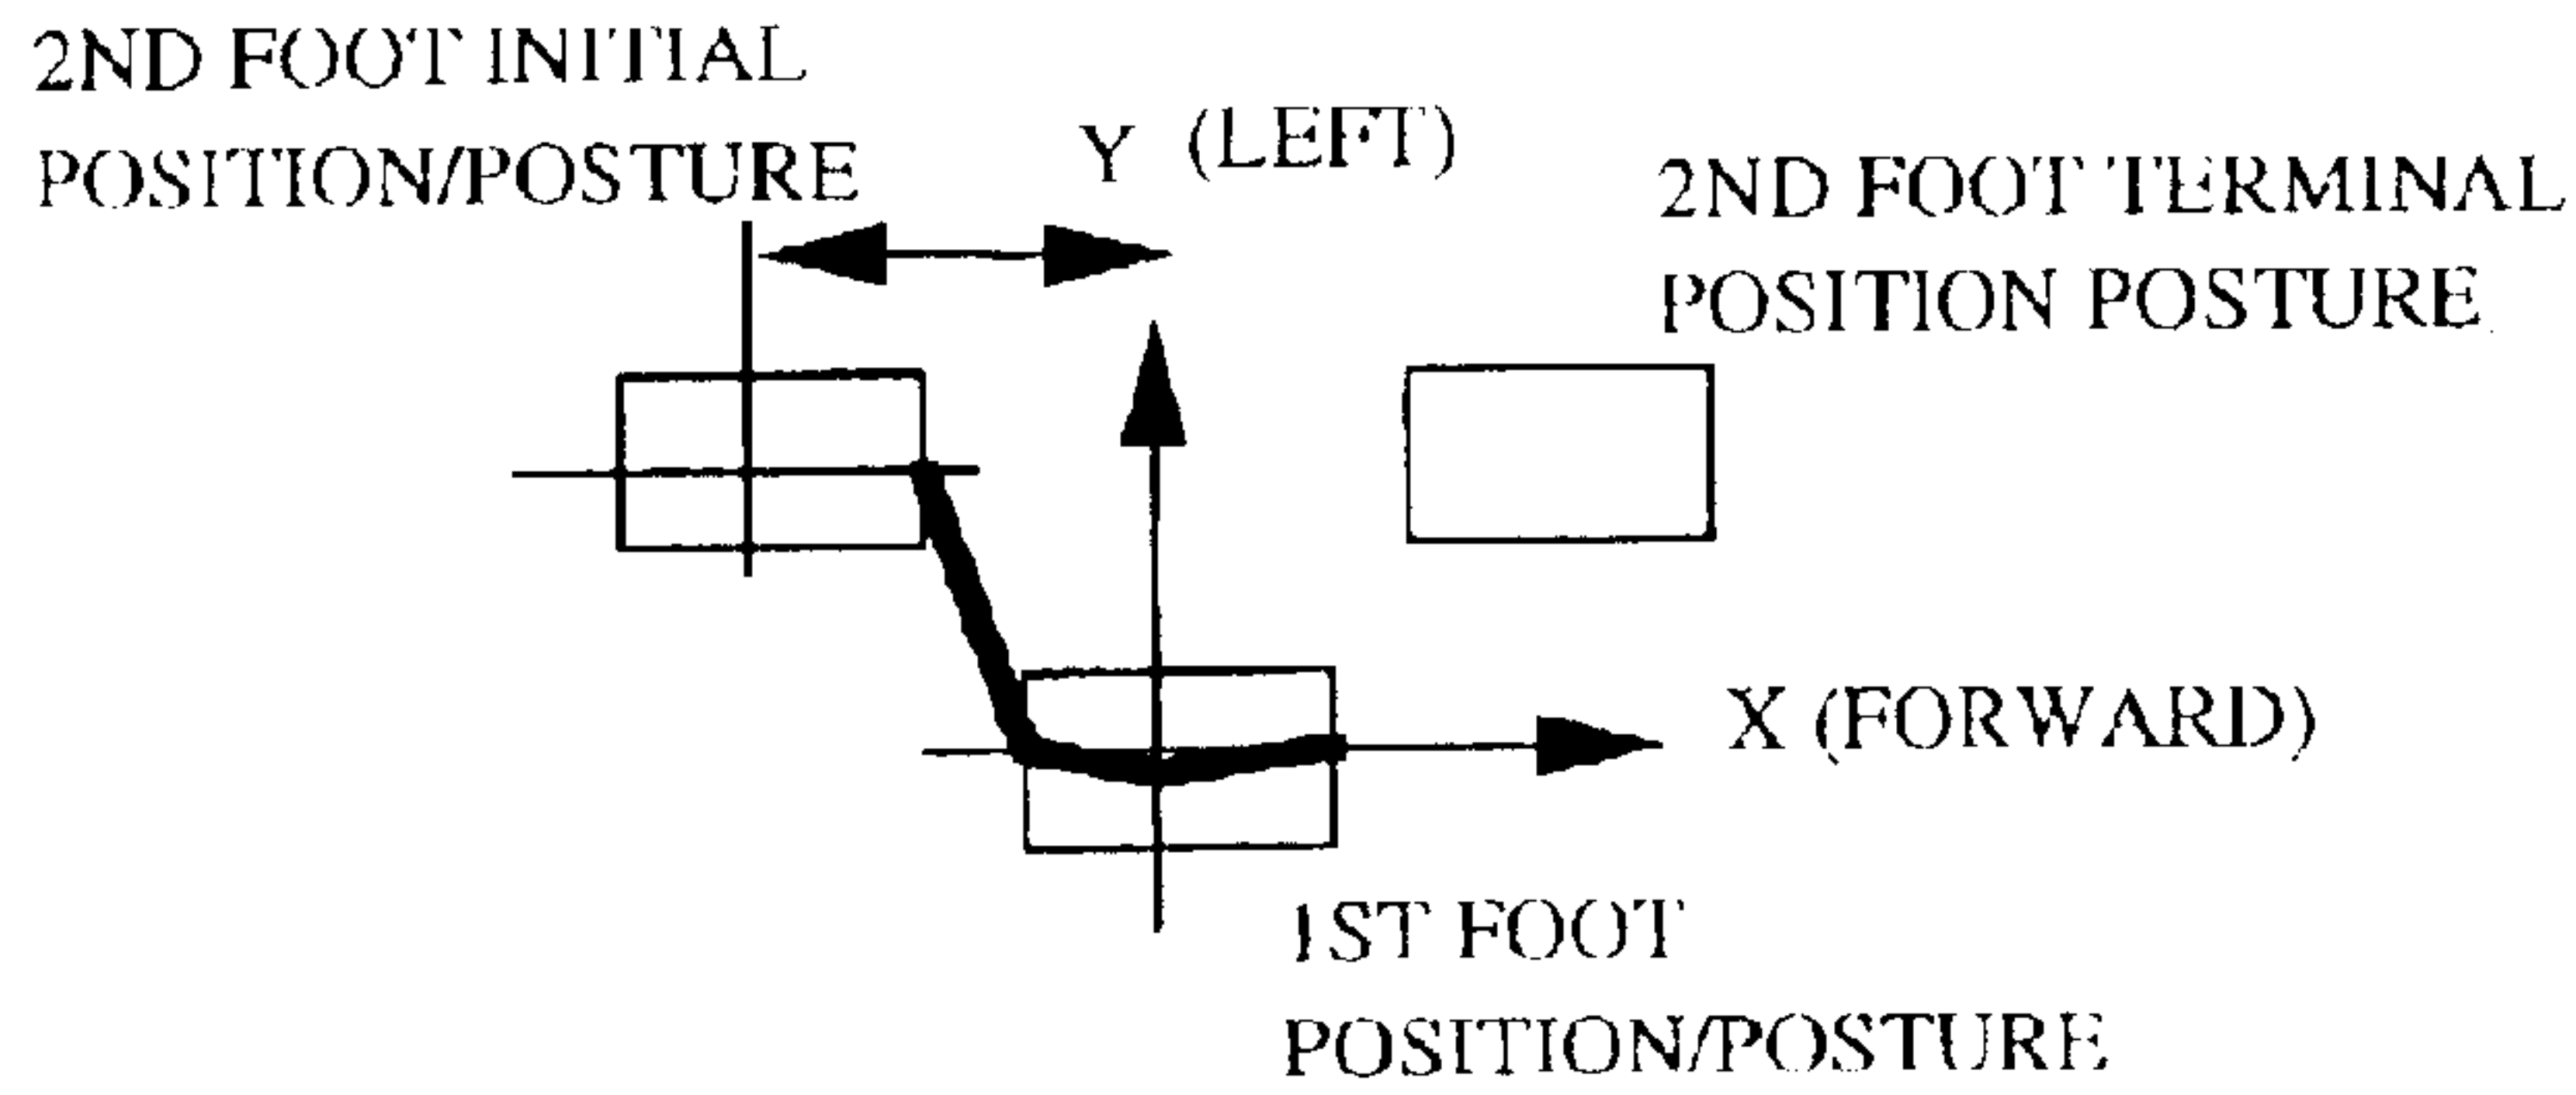 2ND FOOT INITIAL
POSITION/POSTURE
Y (LEFT)
2ND FOOT TERMINAL
POSITION POSTURE
X (FORWARD)
1ST FOOT
POSITION/POSTURE